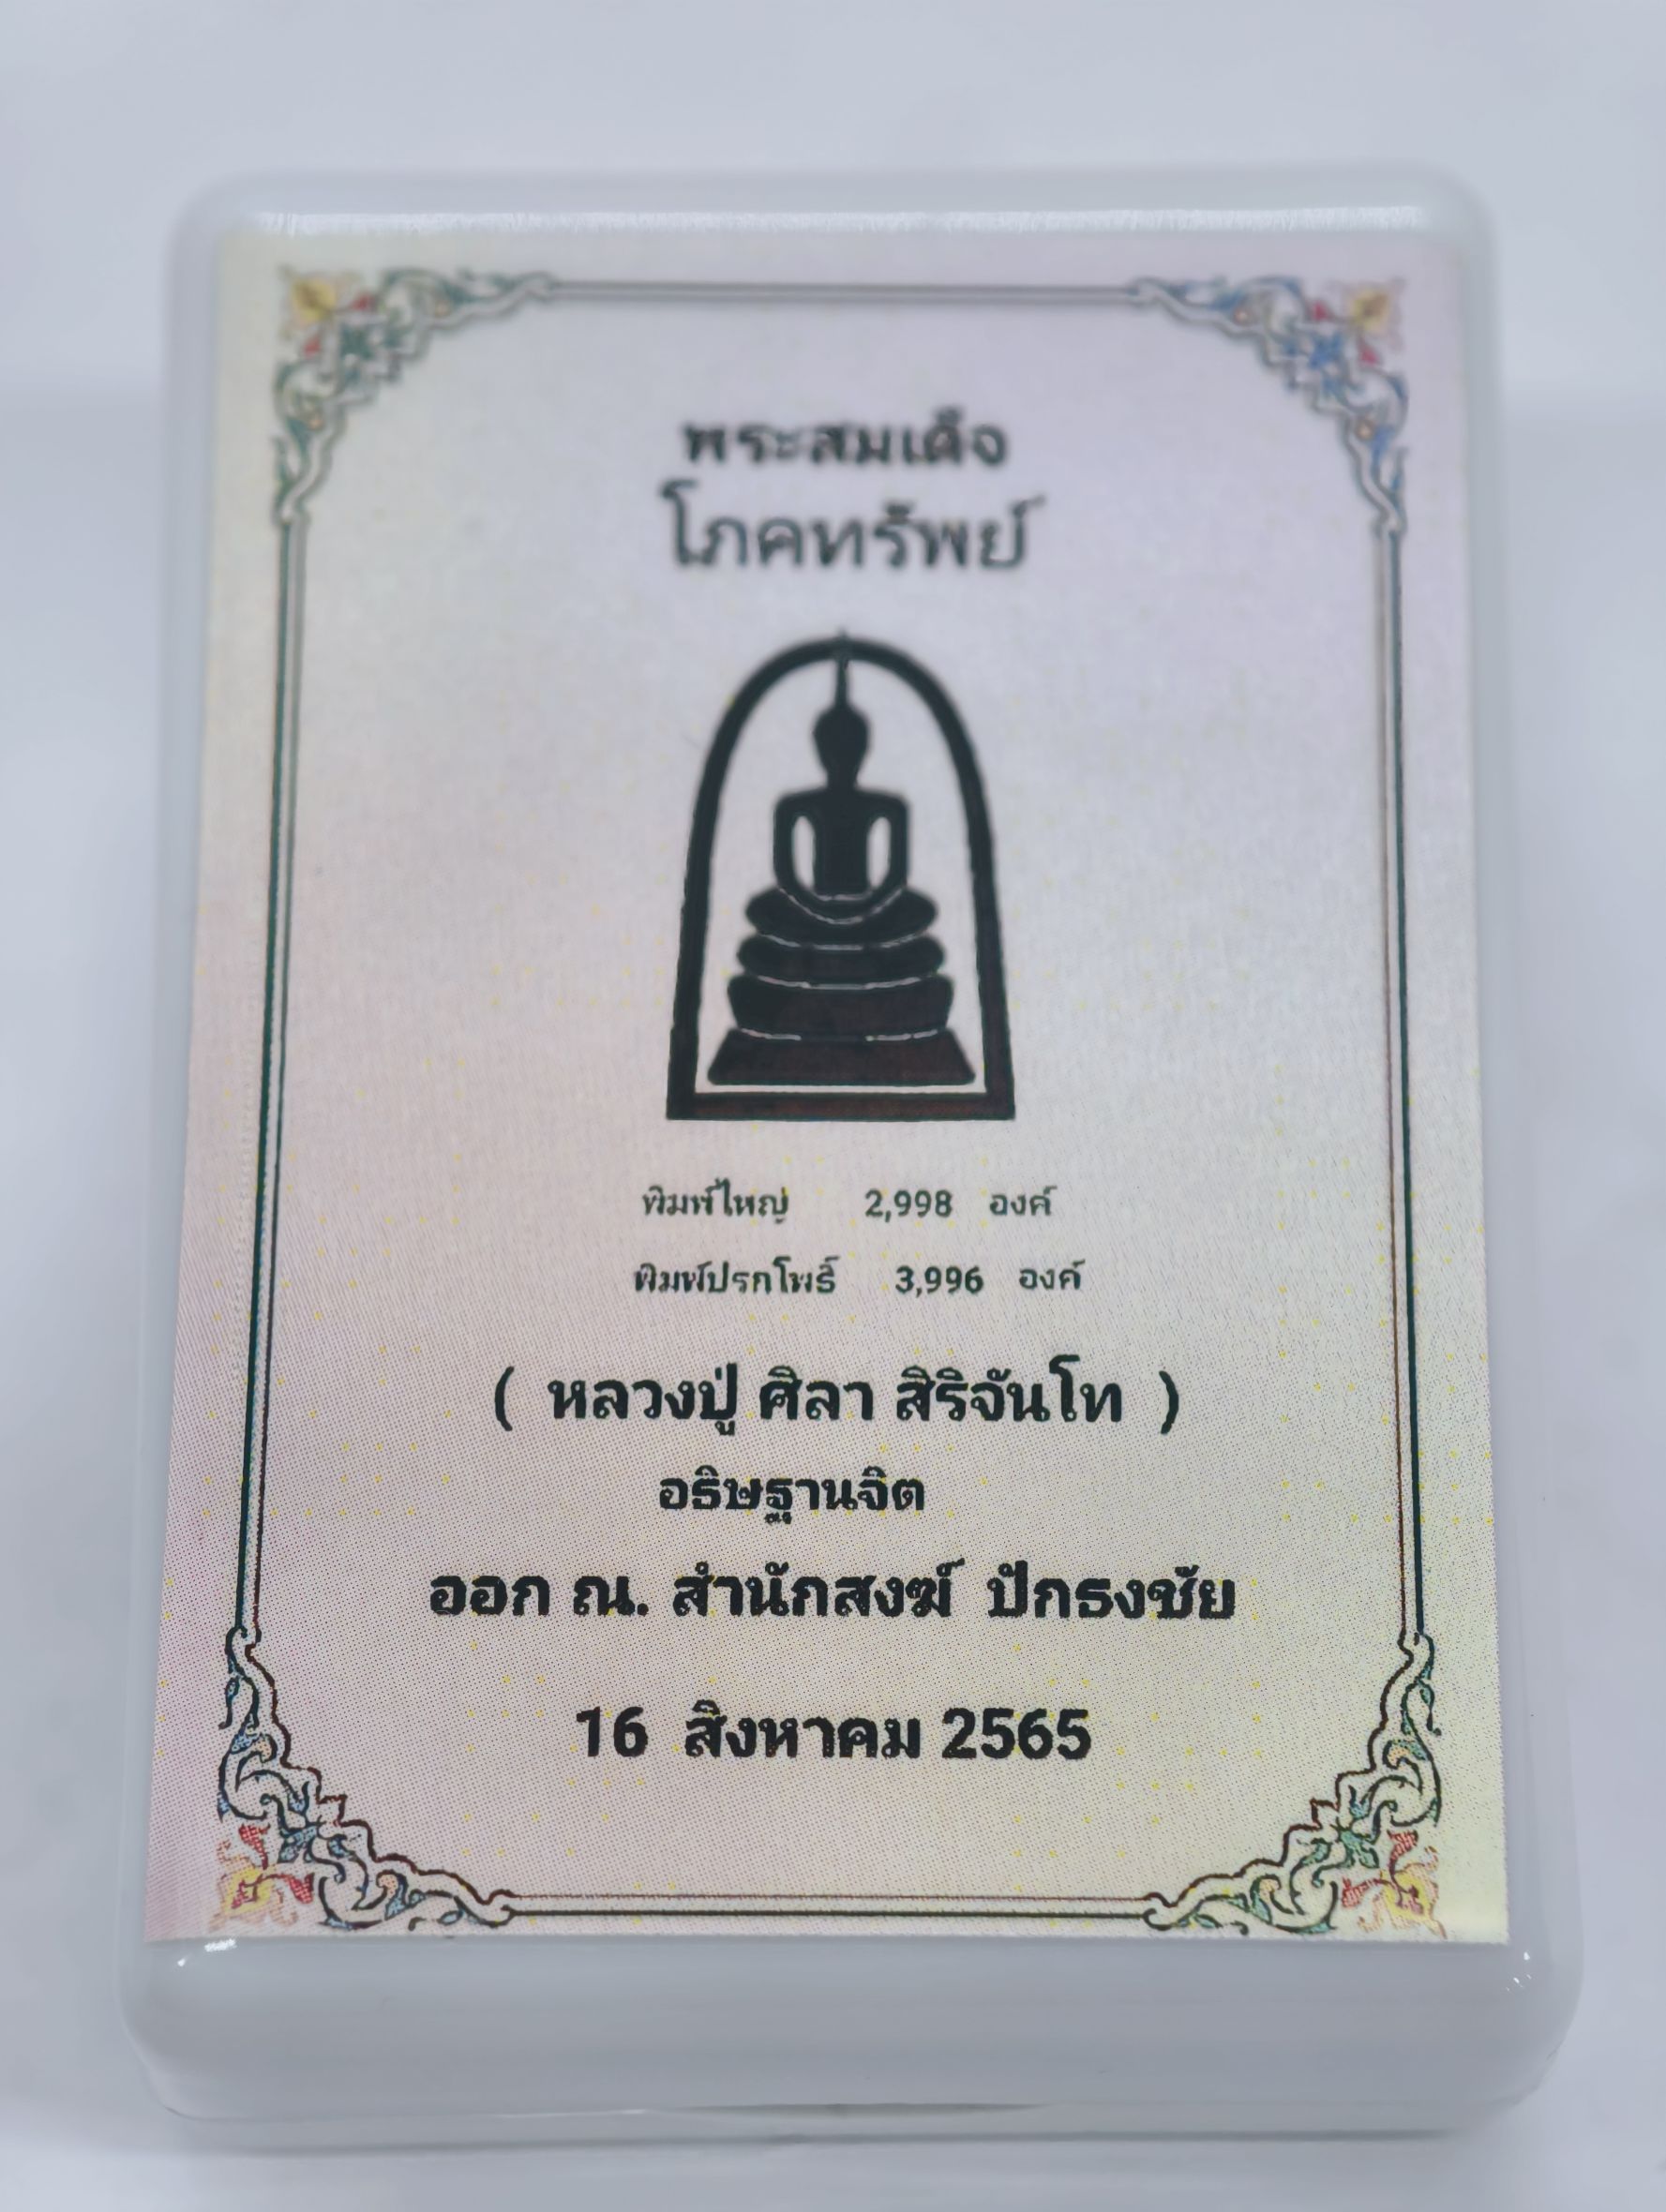 พระสมเด็จ
โภคทรัพย์
พิมพ์ใหญ่ 2,998 องค์
พิมพ์ปรกโพธิ์ 3,996 องค์
( หลวงปู่ ศิลา สิริจันโท )
อธิษฐานจิต
ออก ณ. สำนักสงฆ์ ปักธงชัย
16 สิงหาคม 2565